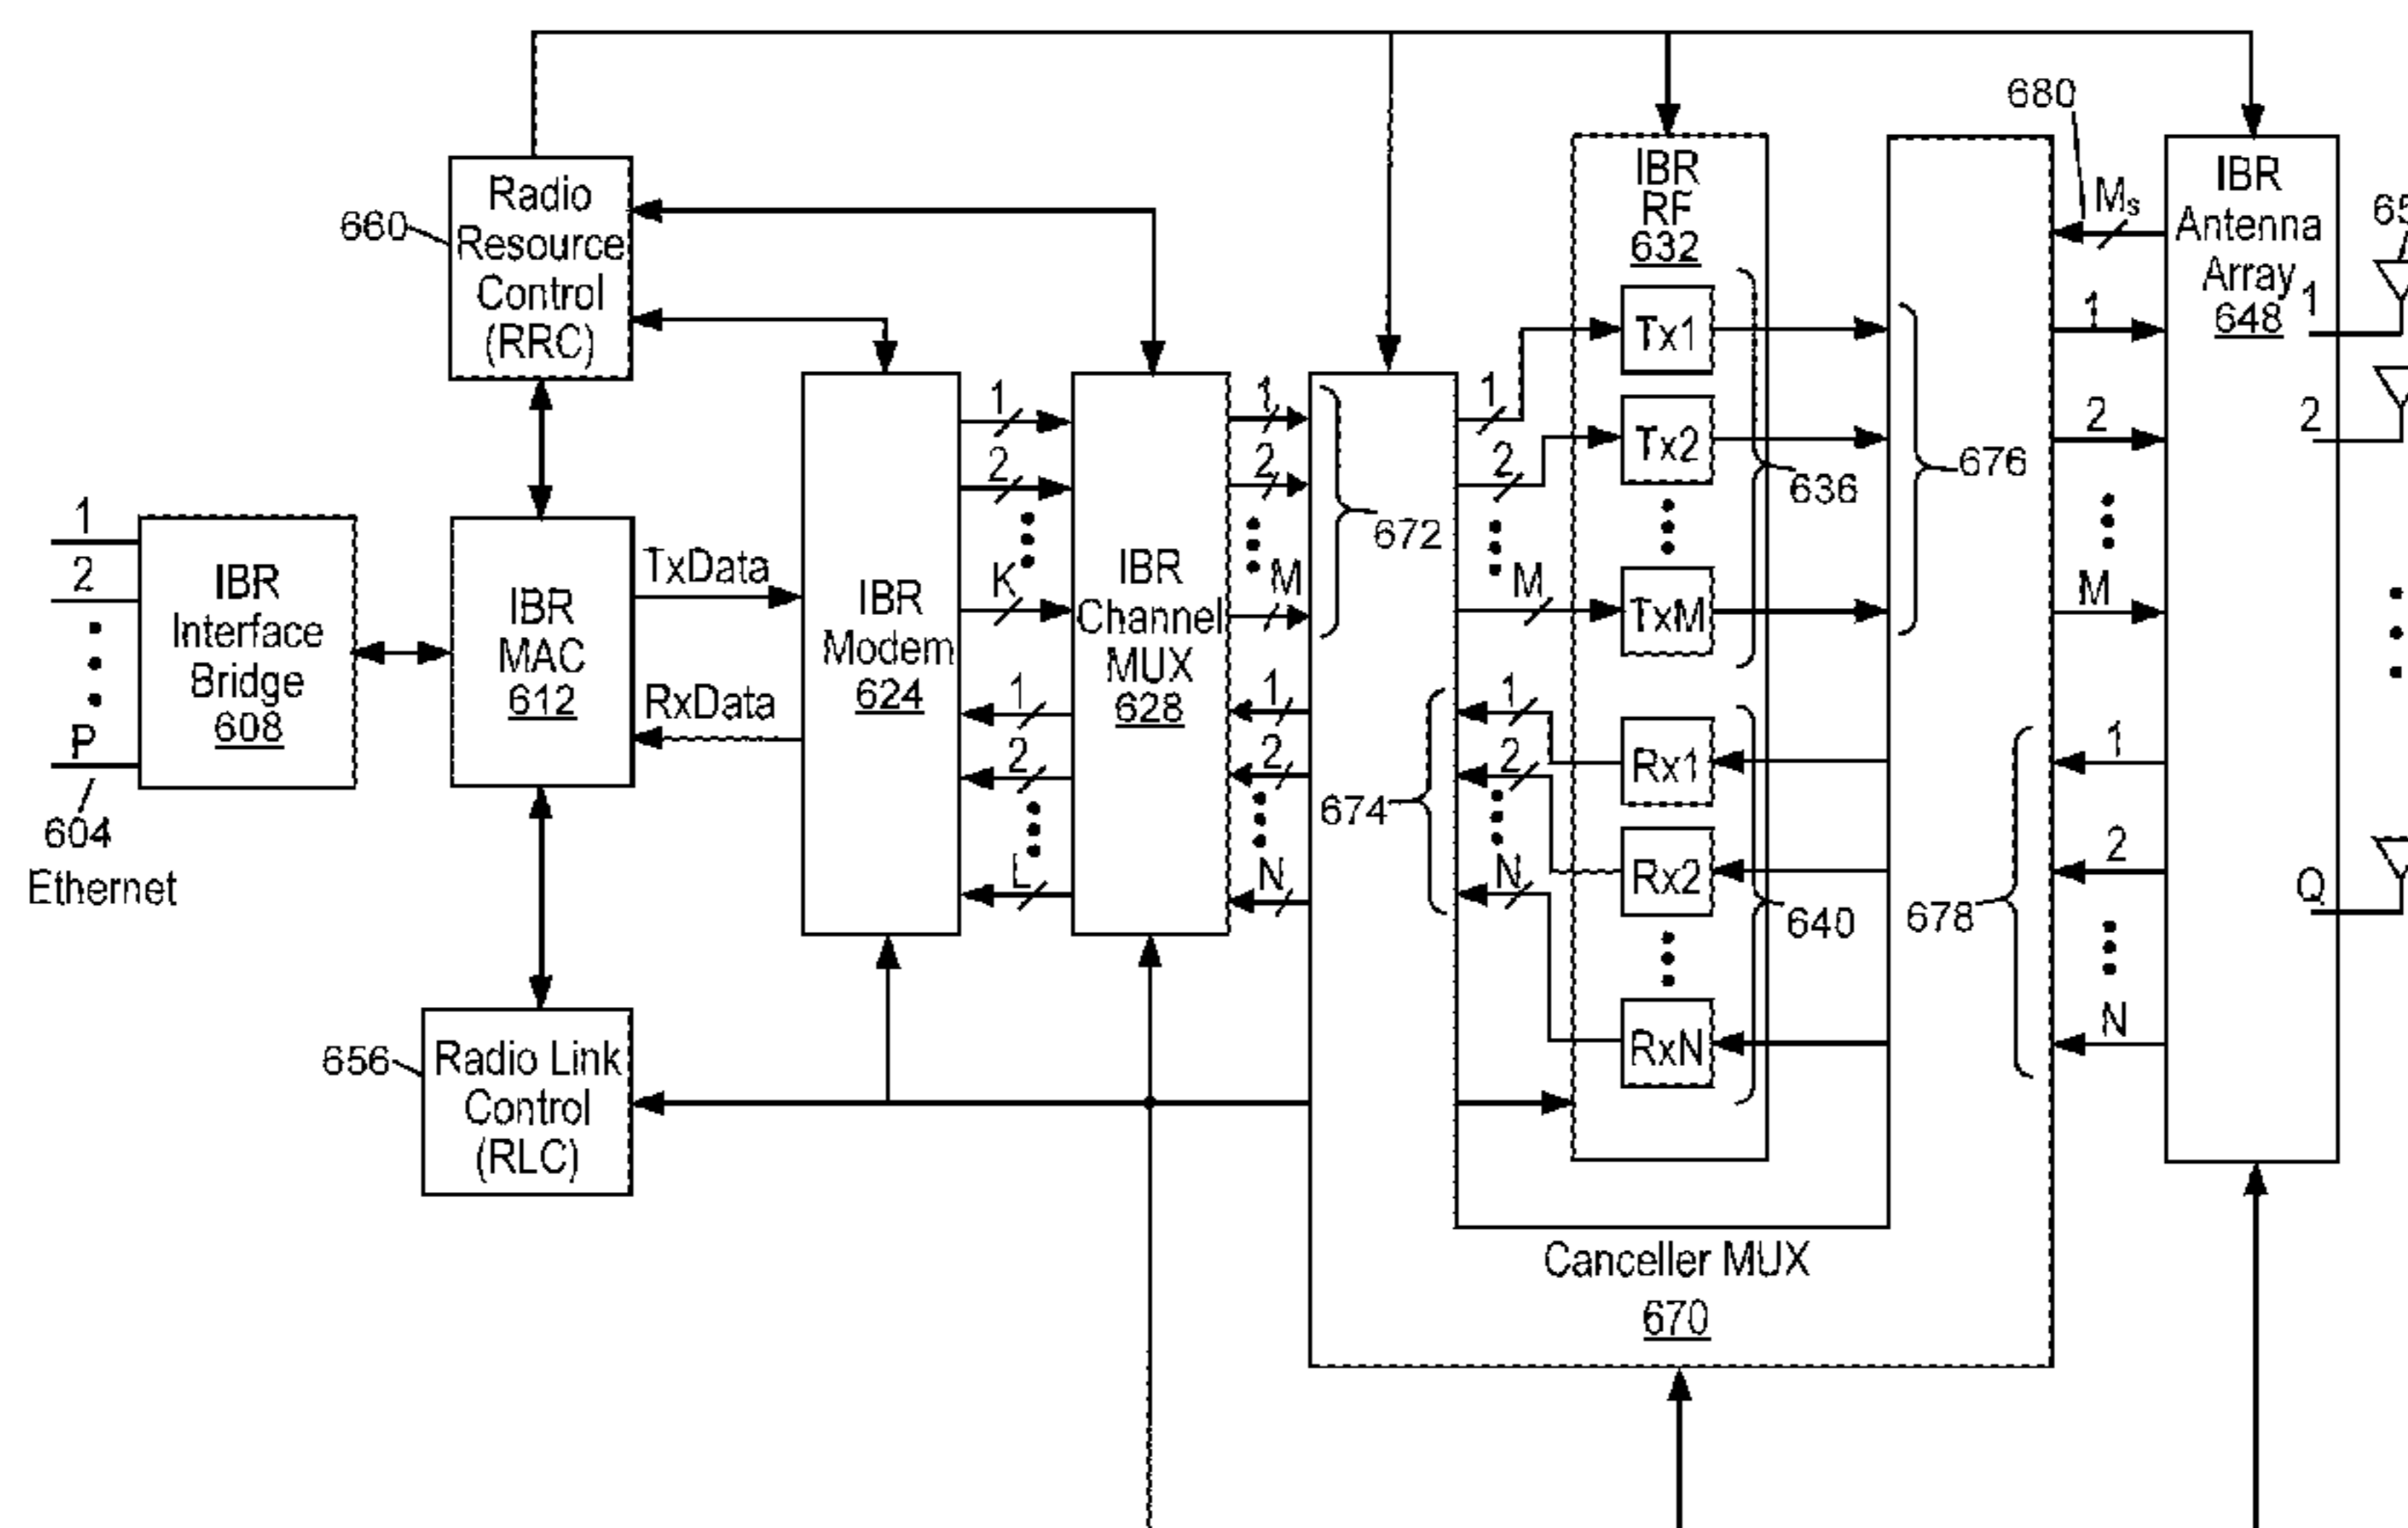 680
Radio
Resource
Control
(RRC)
660
IBR
RF
632
Ms
IBR
Antenna
Array
648
1
2
Q
Tx1
Tx2
TxM
636
676
1
2
M
1
2
P
IBR
Interface
Bridge
608
604
Ethernet
IBR
MAC
612
TxData
RxData
IBR
Modem
624
1
2
K
1
2
L
IBR
Channel
MUX
628
1
2
M
672
1
2
N
674
1
2
M
1
2
N
Rx1
Rx2
RxN
640
678
1
2
N
656
Radio Link
Control
(RLC)
Canceller MUX
670